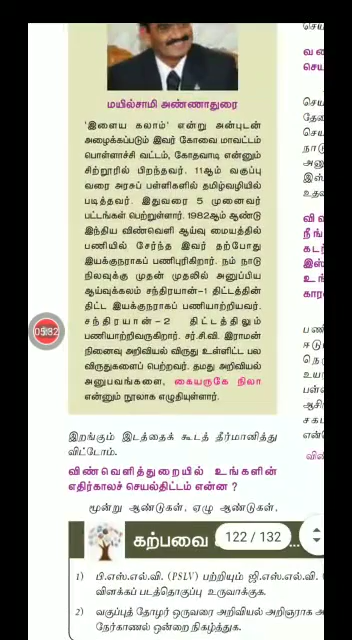 மயில்சாமி அண்ணாதுரை
'இளைய கலாம்' என்று அன்புடன்
அழைக்கப்படும் இவர் கோவை மாவட்டம்
பொள்ளாச்சி வட்டம், கோதவாடி என்னும்
சிற்றூரில் பிறந்தவர். 11ஆம் வகுப்பு
வரை அரசுப் பள்ளிகளில் தமிழ்வழியில்
படித்தவர். இதுவரை 5 முனைவர்
பட்டங்கள் பெற்றுள்ளார். 1982ஆம் ஆண்டு
இந்திய விண்வெளி ஆய்வு மையத்தில்
பணியில் சேர்ந்த இவர் தற்போது
இயக்குநராகப் பணிபுரிகிறார். நம் நாடு
நிலவுக்கு முதன் முதலில் அனுப்பிய
ஆய்வுக்கலம் சந்திரயான்-1 திட்டத்தின்
திட்ட இயக்குநராகப் பணியாற்றியவர்.
சந்திரயான்-2 திட்டத்திலும்
பணியாற்றிவருகிறார். சர்.சி.வி. இராமன்
நினைவு அறிவியல் விருது உள்ளிட்ட பல
விருதுகளைப் பெற்றவர். தமது அறிவியல்
அனுபவங்களை, கையருகே நிலா
என்னும் நூலாக எழுதியுள்ளார்.
05:32
இறங்கும் இடத்தைக் கூடத் தீர்மானித்து
விட்டோம்.
விண்வெளித்துறையில் உங்களின்
எதிர்காலச் செயல்திட்டம் என்ன ?
மூன்று ஆண்டுகள், ஏழு ஆண்டுகள்,
கற்பவை
122 / 132
1) பி.எஸ்.எல்.வி. (PSLV) பற்றியும் ஜி.எஸ்.எல்.வி.
விளக்கப் படத்தொகுப்பு உருவாக்குக.
2) வகுப்புத் தோழர் ஒருவரை அறிவியல் அறிஞராக
நேர்காணல் ஒன்றை நிகழ்த்துக.